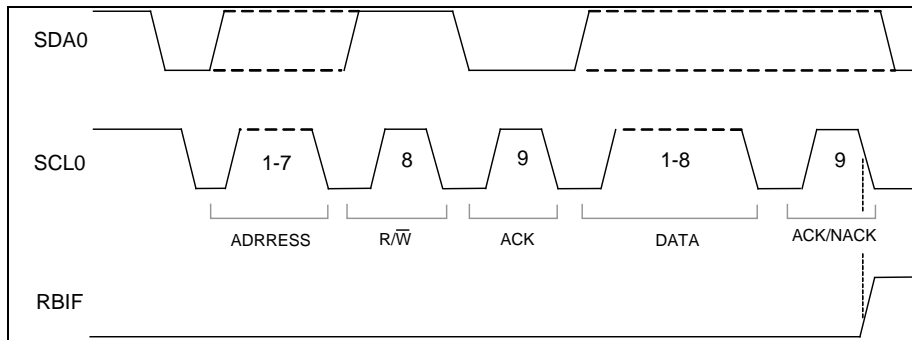 SDA0
SCL0
1-7
8
9
1-8
9
ADRRESS
R/W̅
ACK
DATA
ACK/NACK
RBIF